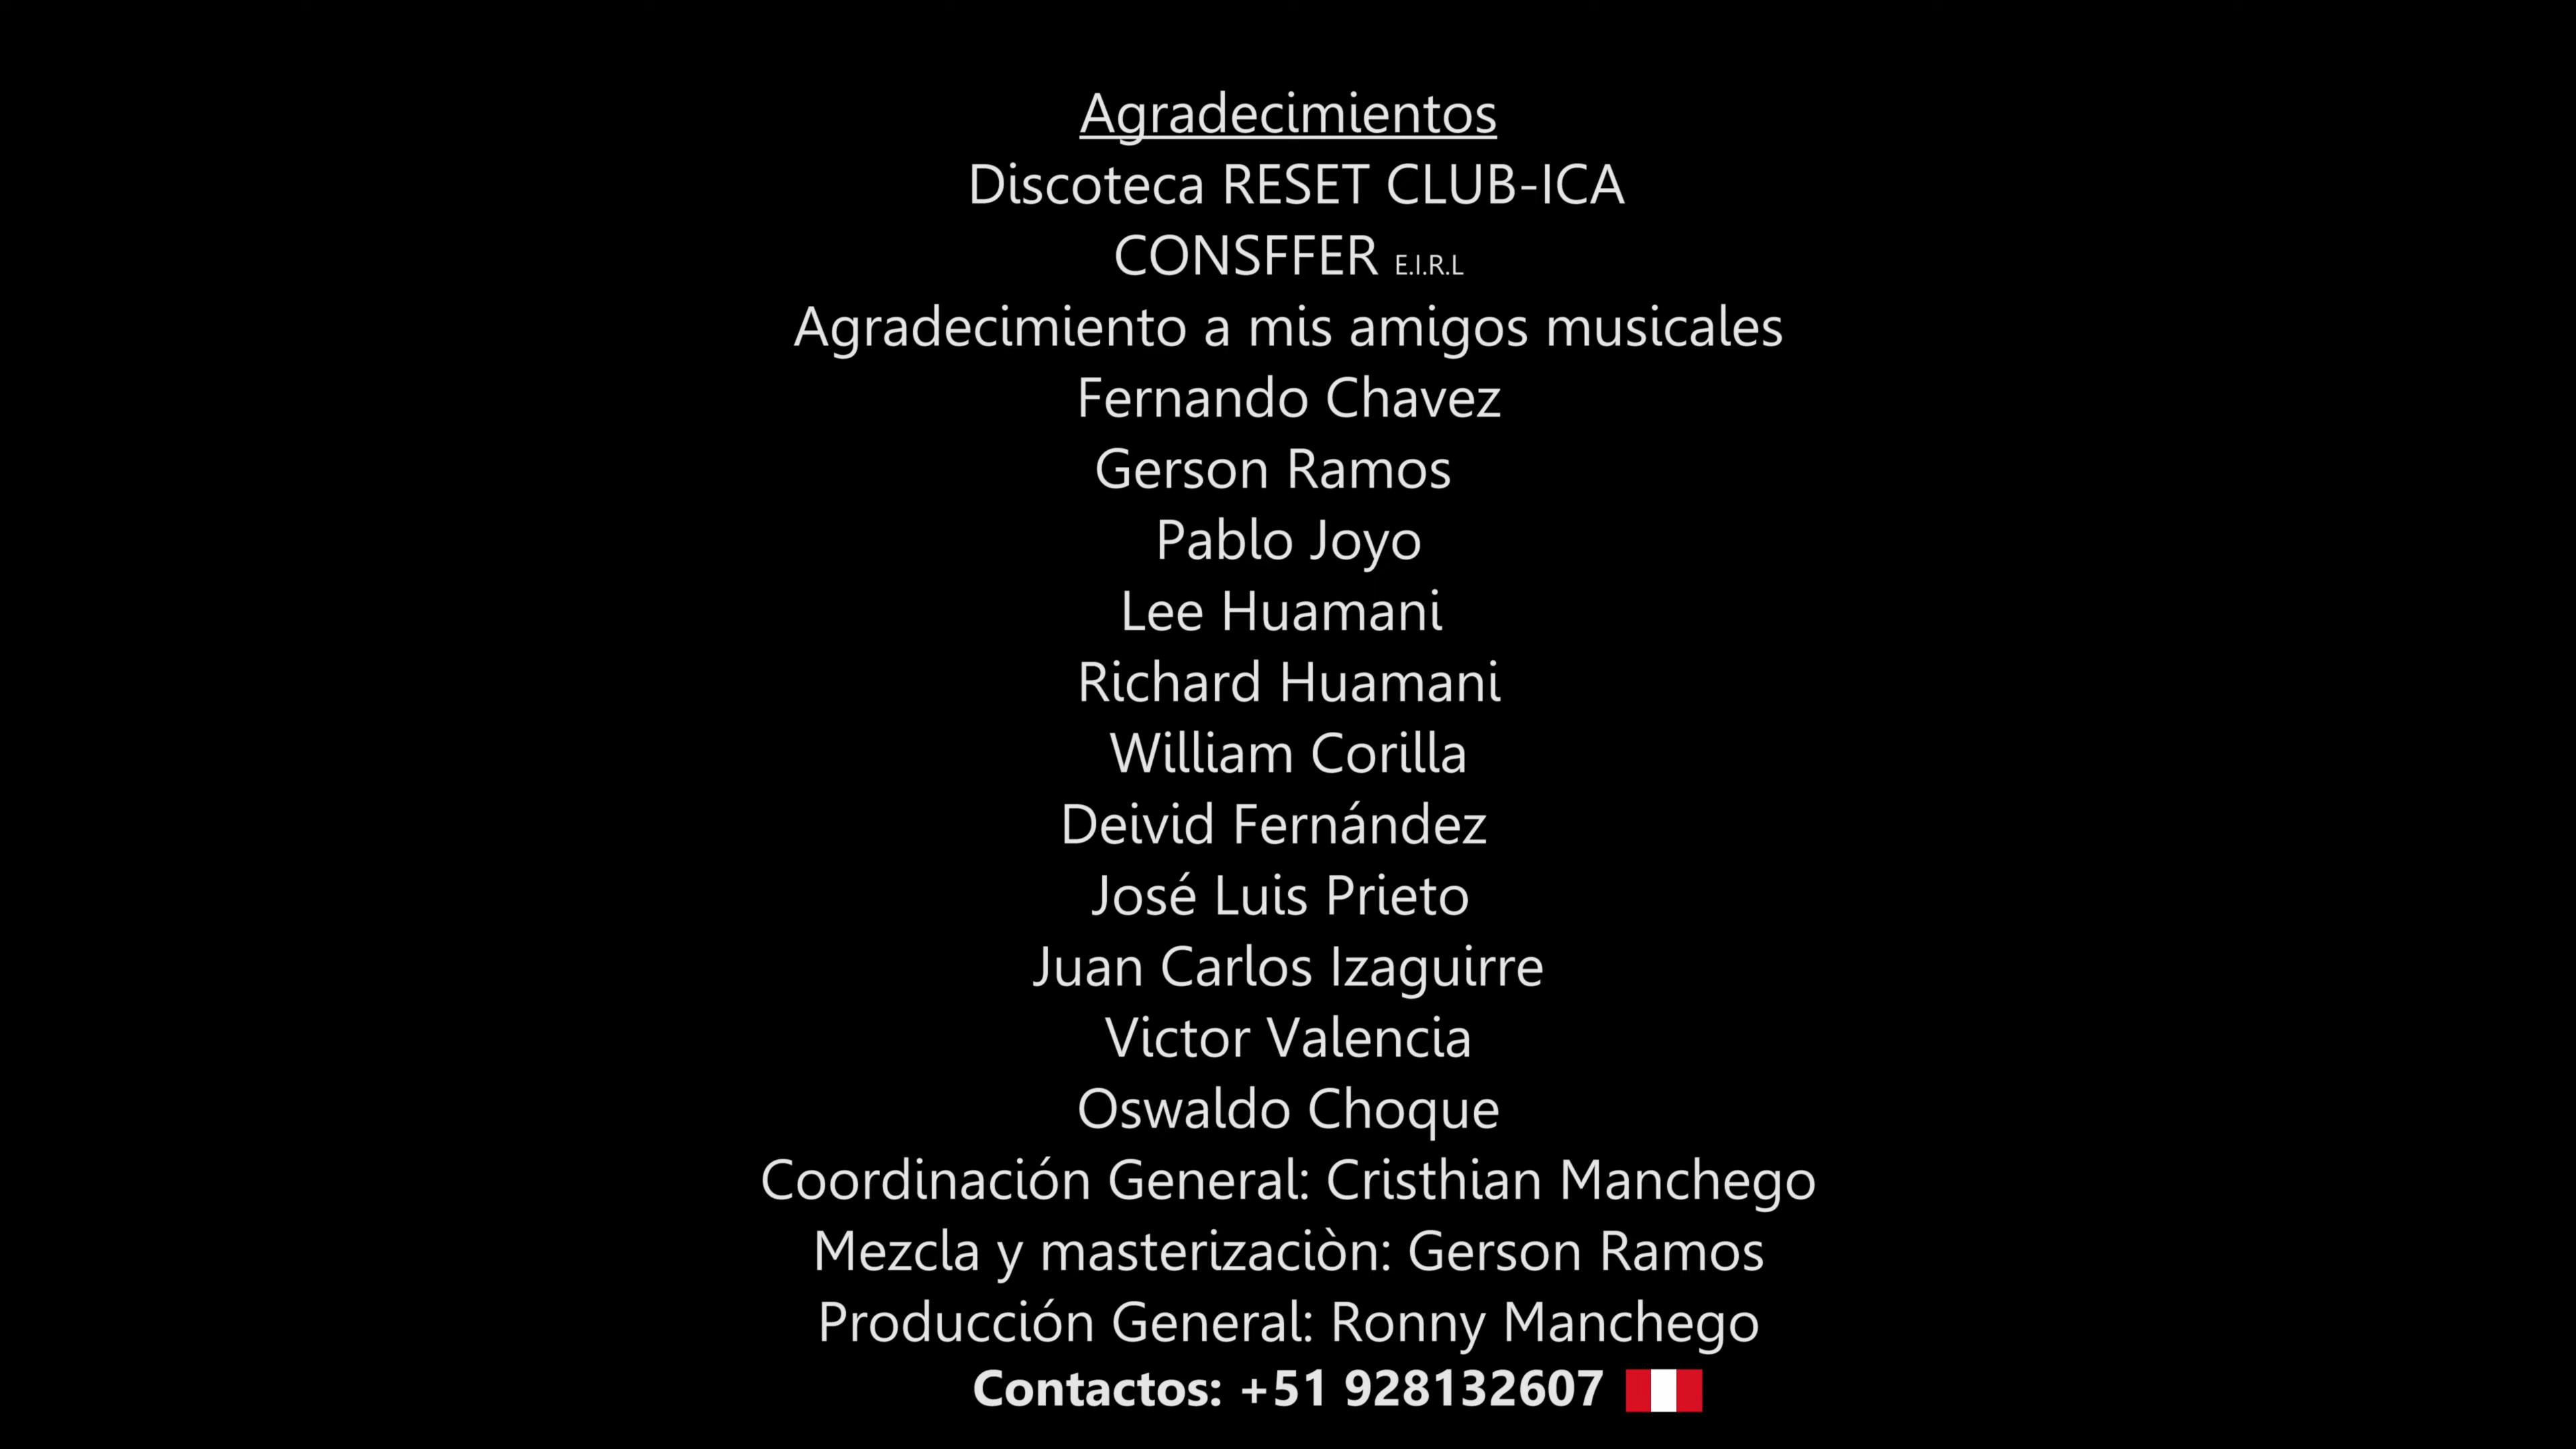 Agradecimientos
Discoteca RESET CLUB-ICA
CONSFFER E.I.R.L
Agradecimiento a mis amigos musicales
Fernando Chavez
Gerson Ramos
Pablo Joyo
Lee Huamani
Richard Huamani
William Corilla
Deivid Fernández
José Luis Prieto
Juan Carlos Izaguirre
Victor Valencia
Oswaldo Choque
Coordinación General: Cristhian Manchego
Mezcla y masterizaciòn: Gerson Ramos
Producción General: Ronny Manchego
Contactos: +51 928132607